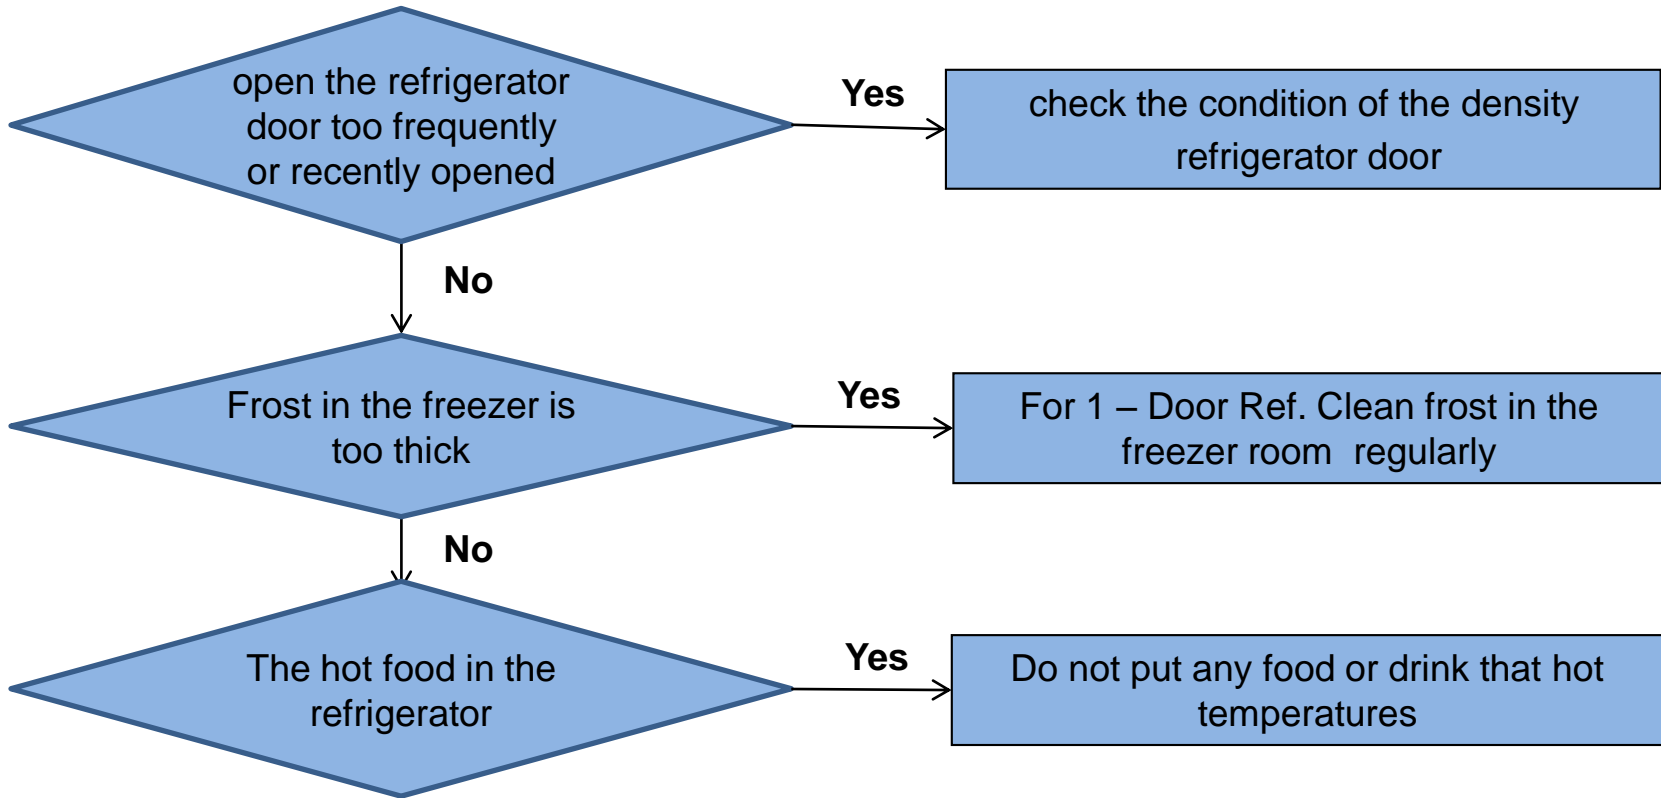 open the refrigerator
door too frequently
or recently opened
Yes
check the condition of the density
refrigerator door
No
Frost in the freezer is
too thick
Yes
For 1 – Door Ref. Clean frost in the
freezer room  regularly
No
The hot food in the
refrigerator
Yes
Do not put any food or drink that hot
temperatures